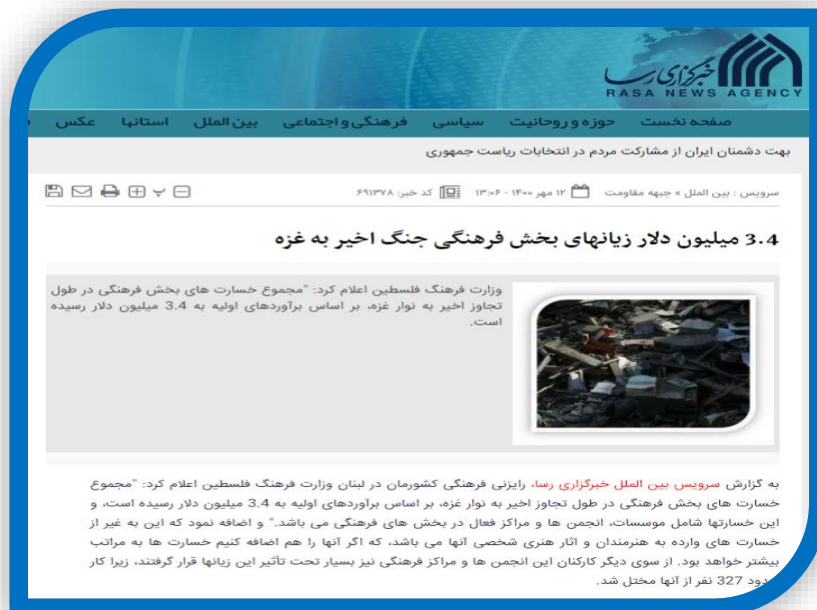 خبرگزاری رسا
RASA NEWS AGENCY
صفحه نخست حوزه و روحانیت سیاسی فرهنگی و اجتماعی بین الملل استانها عکس
بهت دشمنان ایران از مشارکت مردم در انتخابات ریاست جمهوری
سرویس : بین الملل » جبهه مقاومت ۱۲ مهر ۱۴۰۰ - ۱۳:۰۶ کد خبر: ۶۹۱۳۷۸ پ
3.4 میلیون دلار زیانهای بخش فرهنگی جنگ اخیر به غزه
وزارت فرهنگ فلسطین اعلام کرد: "مجموع خسارت های بخش فرهنگی در طول
تجاوز اخیر به نوار غزه، بر اساس برآوردهای اولیه به 3.4 میلیون دلار رسیده
است.
به گزارش سرویس بین الملل خبرگزاری رسا، رایزنی فرهنگی کشورمان در لبنان وزارت فرهنگ فلسطین اعلام کرد: "مجموع
خسارت های بخش فرهنگی در طول تجاوز اخیر به نوار غزه، بر اساس برآوردهای اولیه به 3.4 میلیون دلار رسیده است، و
این خسارتها شامل موسسات، انجمن ها و مراکز فعال در بخش های فرهنگی می باشد." و اضافه نمود که این به غیر از
خسارت های وارده به هنرمندان و اثار هنری شخصی آنها می باشد، که اگر آنها را هم اضافه کنیم خسارت ها به مراتب
بیشتر خواهد بود. از سوی دیگر کارکنان این انجمن ها و مراکز فرهنگی نیز بسیار تحت تأثیر این زیانها قرار گرفتند، زیرا کار
327 نفر از آنها مختل شد.